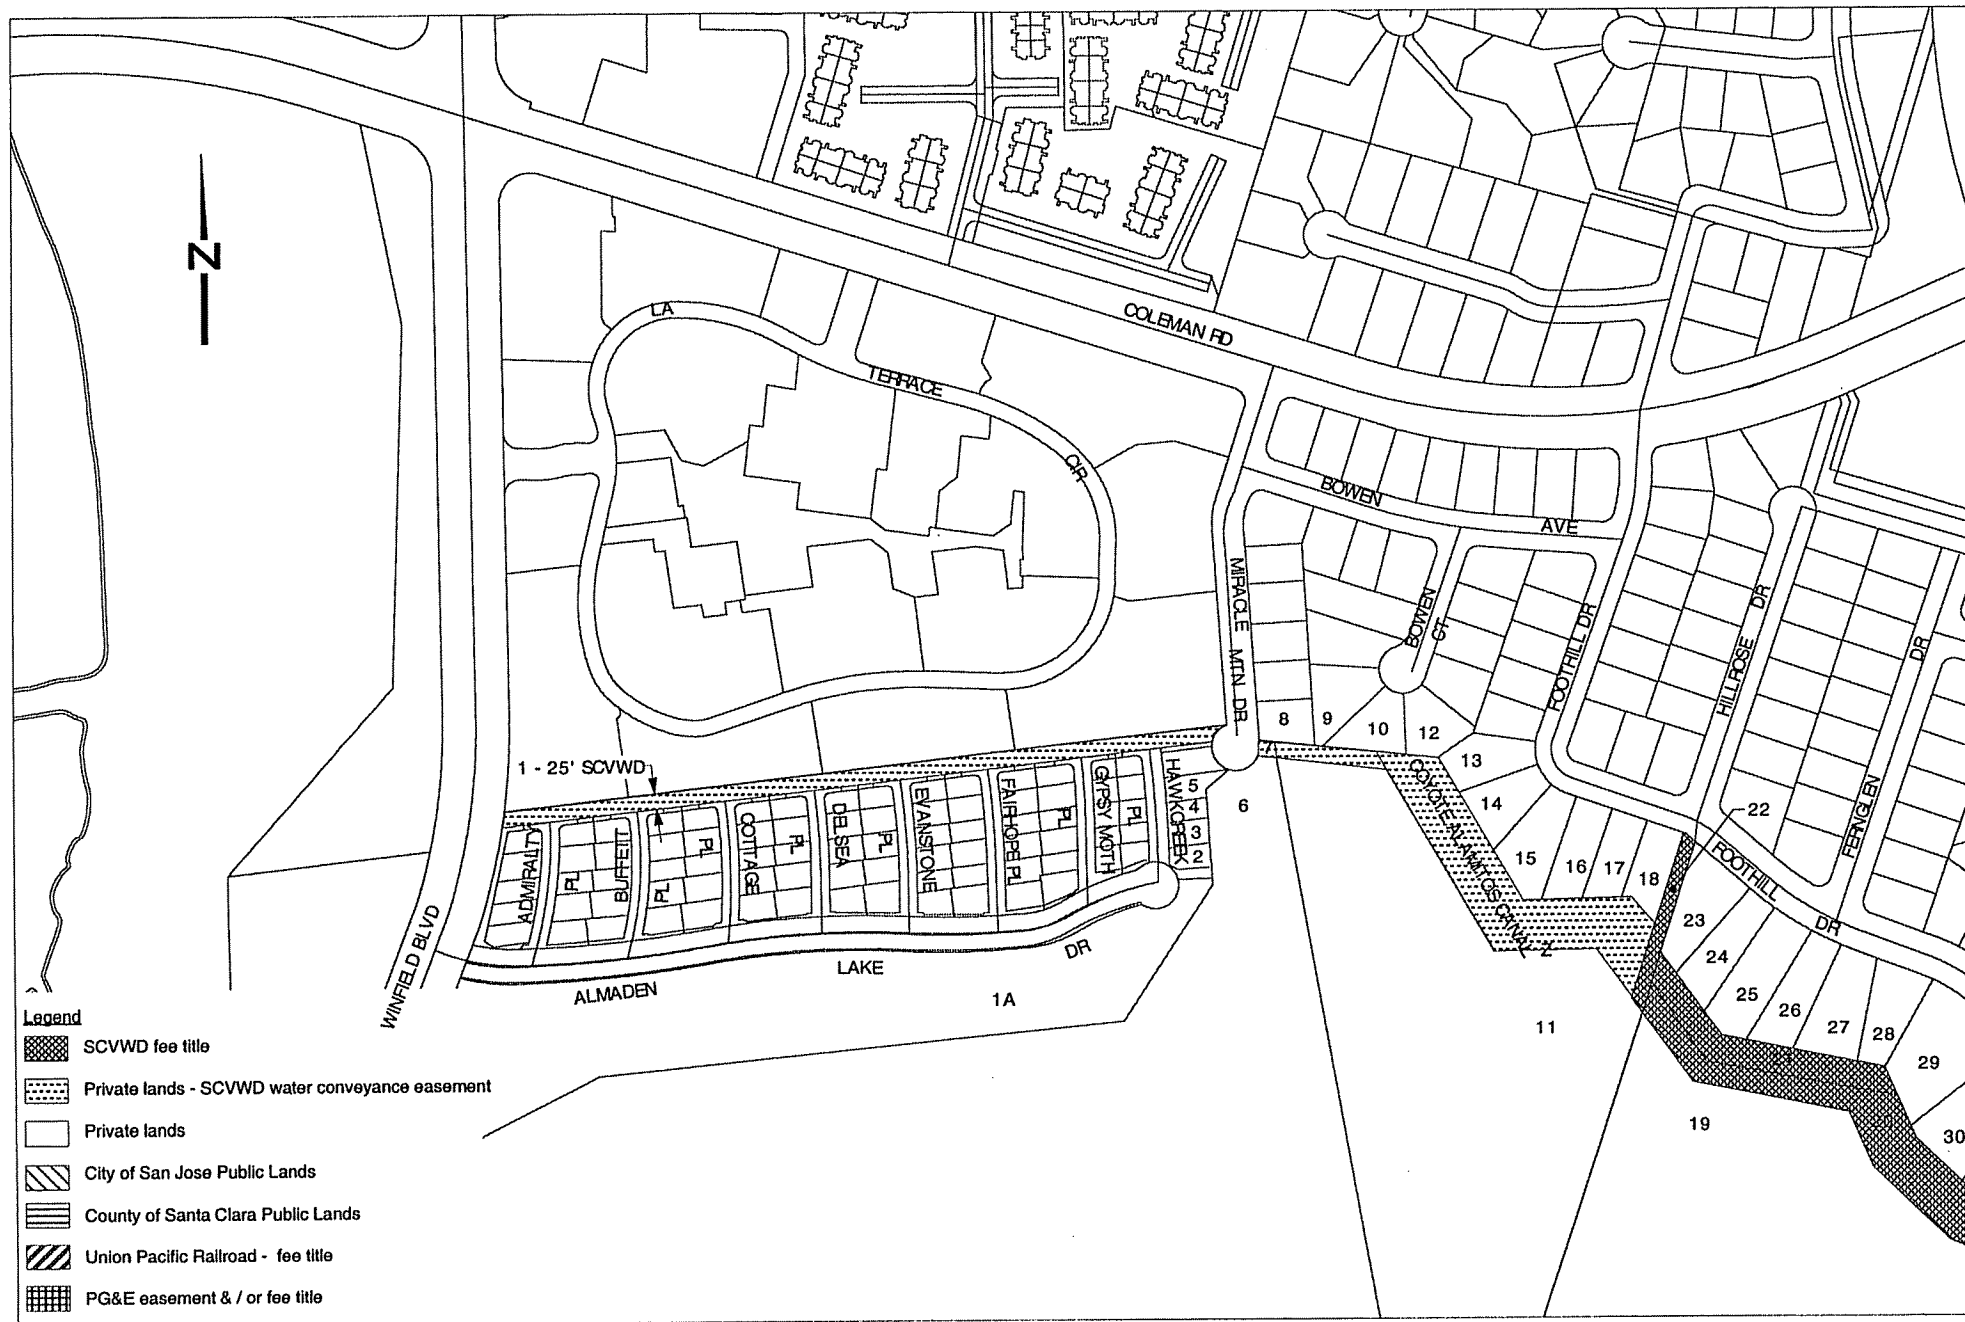 N
LA
TERRACE
CIR
COLEMAN RD
BOWEN
AVE
BOWEN
CT
MIRACLE MTN DR
FOOTHILL DR
HILLROSE DR
DR
FERNGLEN
FOOTHILL
DR
1 - 25' SCVWD
8
9
10
12
13
14
15
16
17
18
22
23
24
25
26
27
28
29
30
5
4
3
2
6
7
HAWKCREEK
GYPSY MOTH
PL
FAIRHOPE PL
PL
EVANSTONE
PL
DELSEA
PL
COTTAGE
PL
PL
BUFFETT
PL
ADMIRALTY
COYOTE ALAMITOS CANAL
WINFIELD BLVD
ALMADEN
LAKE
DR
1A
11
19
20
21
Legend
SCVWD fee title
Private lands - SCVWD water conveyance easement
Private lands
City of San Jose Public Lands
County of Santa Clara Public Lands
Union Pacific Railroad - fee title
PG&E easement & / or fee title